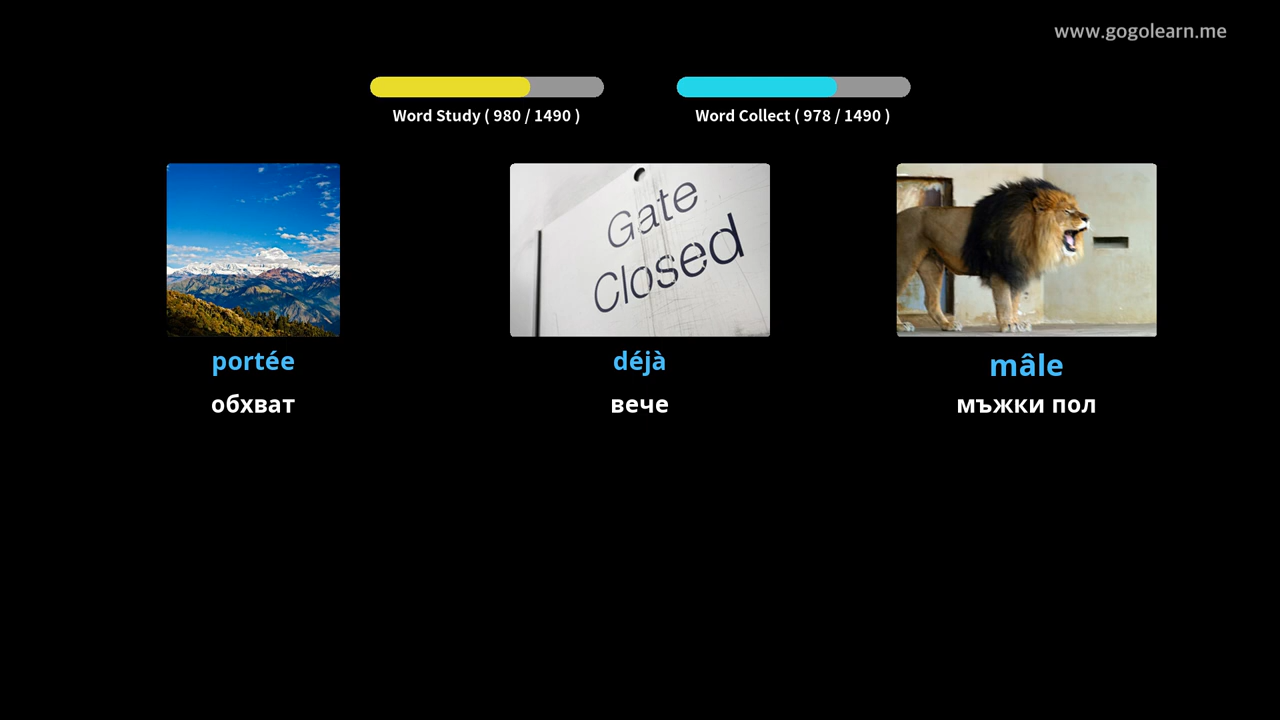 www.gogolearn.me
Word Study ( 980 / 1490 )
Word Collect ( 978 / 1490 )
Gate
Closed
portée
déjà
mâle
обхват
вече
мъжки пол